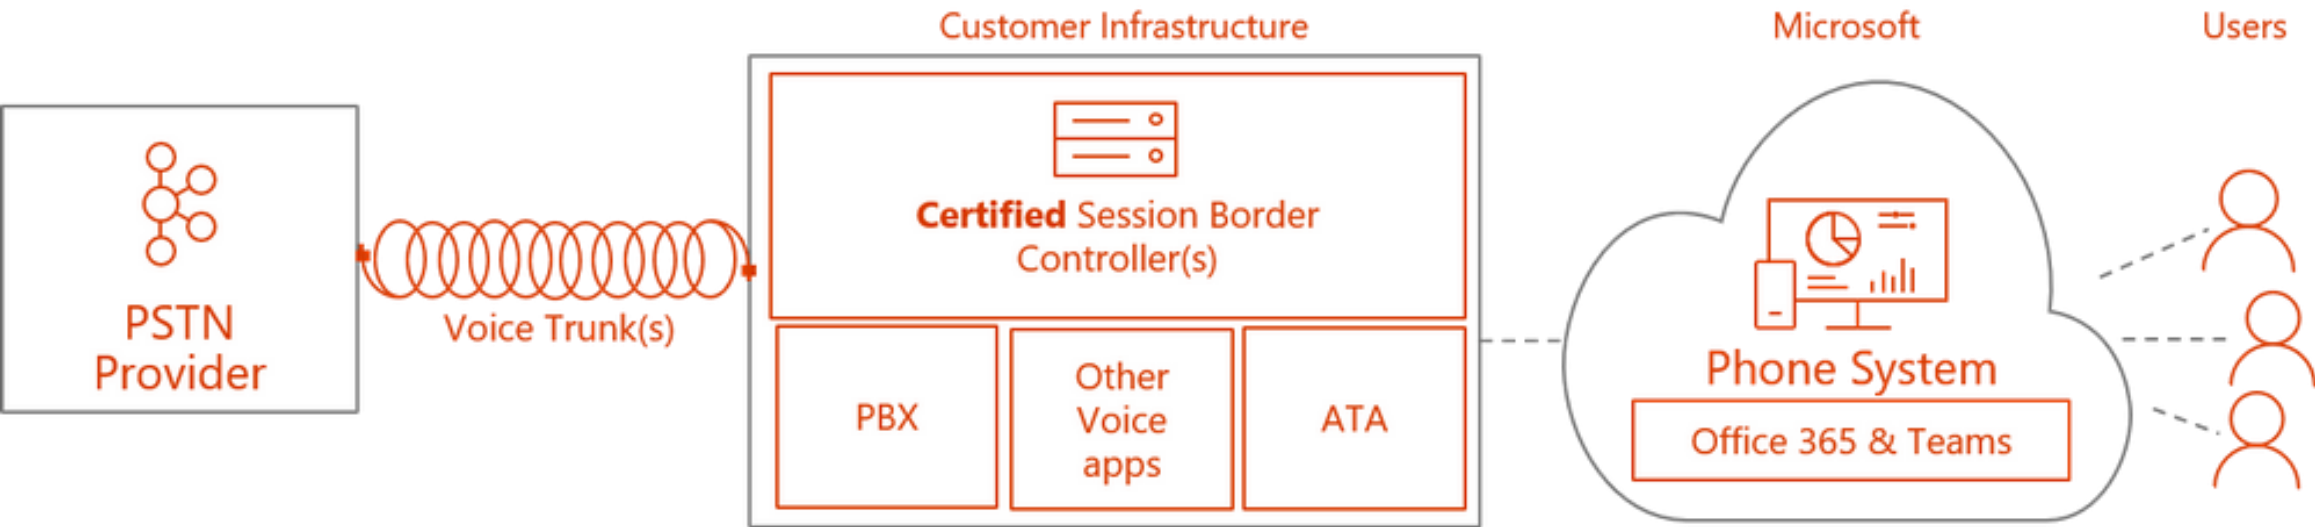 Customer Infrastructure
Microsoft
Users
PSTN
Provider
Voice Trunk(s)
Certified Session Border
Controller(s)
PBX
Other
Voice
apps
ATA
Phone System
Office 365 & Teams